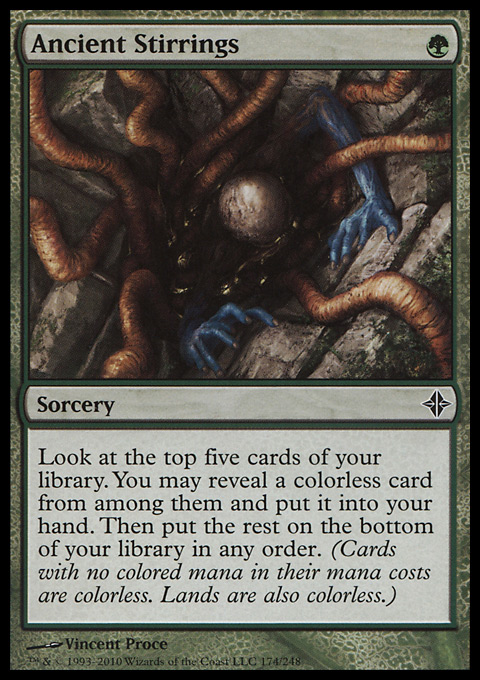 Ancient Stirrings
Sorcery
Look at the top five cards of your
library. You may reveal a colorless card
from among them and put it into your
hand. Then put the rest on the bottom
of your library in any order. (Cards
with no colored mana in their mana costs
are colorless. Lands are also colorless.)
Vincent Proce
™ & © 1993–2010 Wizards of the Coast LLC 174/248